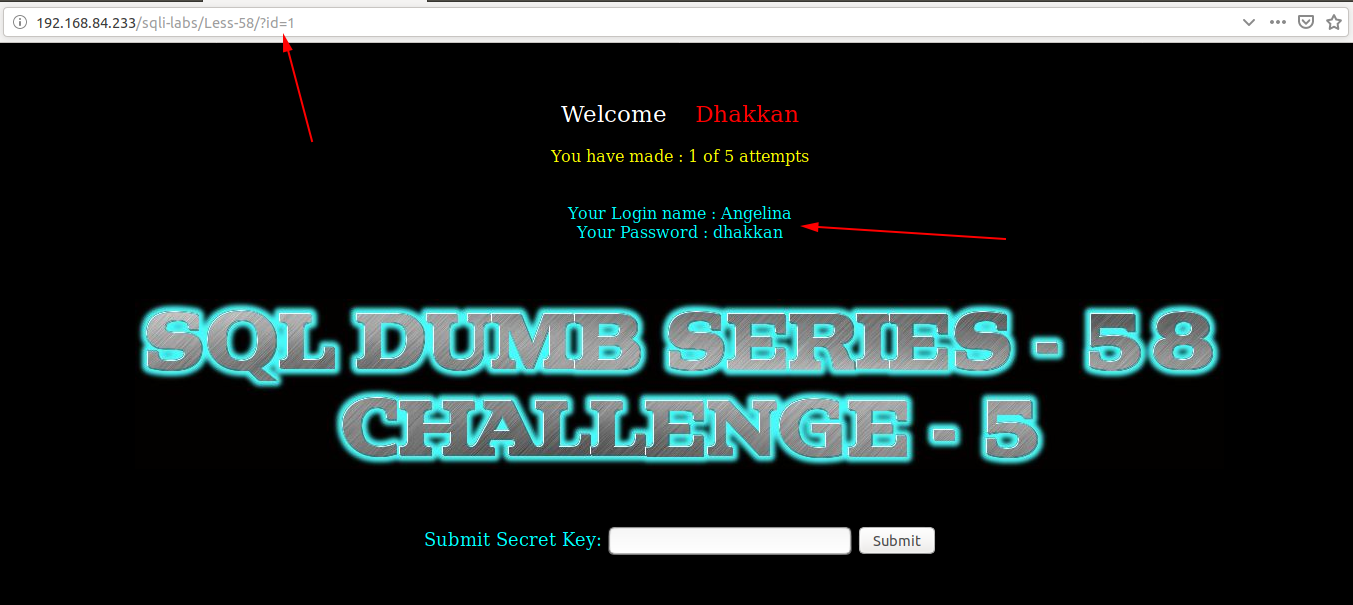 192.168.84.233/sqli-labs/Less-58/?id=1
Welcome Dhakkan
You have made : 1 of 5 attempts
Your Login name : Angelina
Your Password : dhakkan
SQL DUMB SERIES - 58
CHALLENGE - 5
Submit Secret Key: Submit